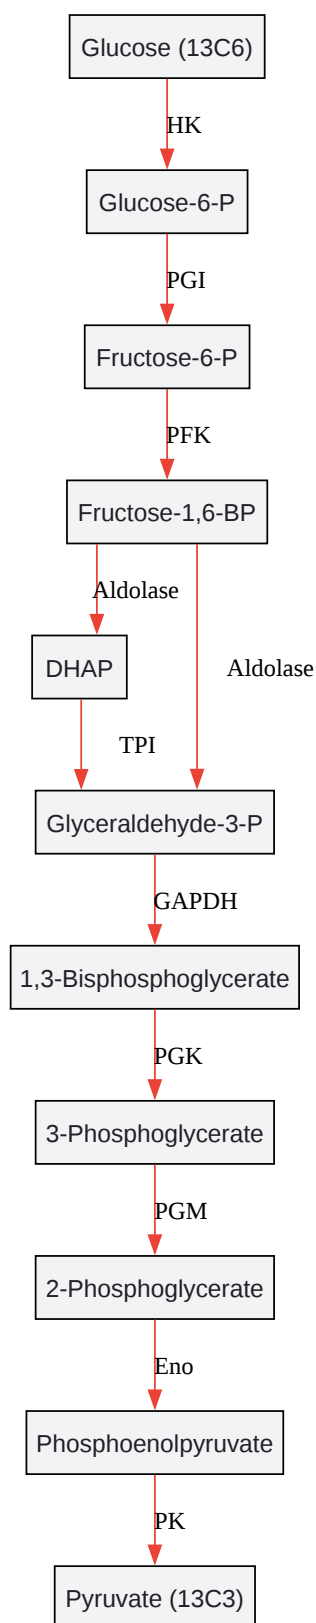 Glucose (13C6)
HK
Glucose-6-P
PGI
Fructose-6-P
PFK
Fructose-1,6-BP
Aldolase
DHAP
Aldolase
TPI
Glyceraldehyde-3-P
GAPDH
1,3-Bisphosphoglycerate
PGK
3-Phosphoglycerate
PGM
2-Phosphoglycerate
Eno
Phosphoenolpyruvate
PK
Pyruvate (13C3)